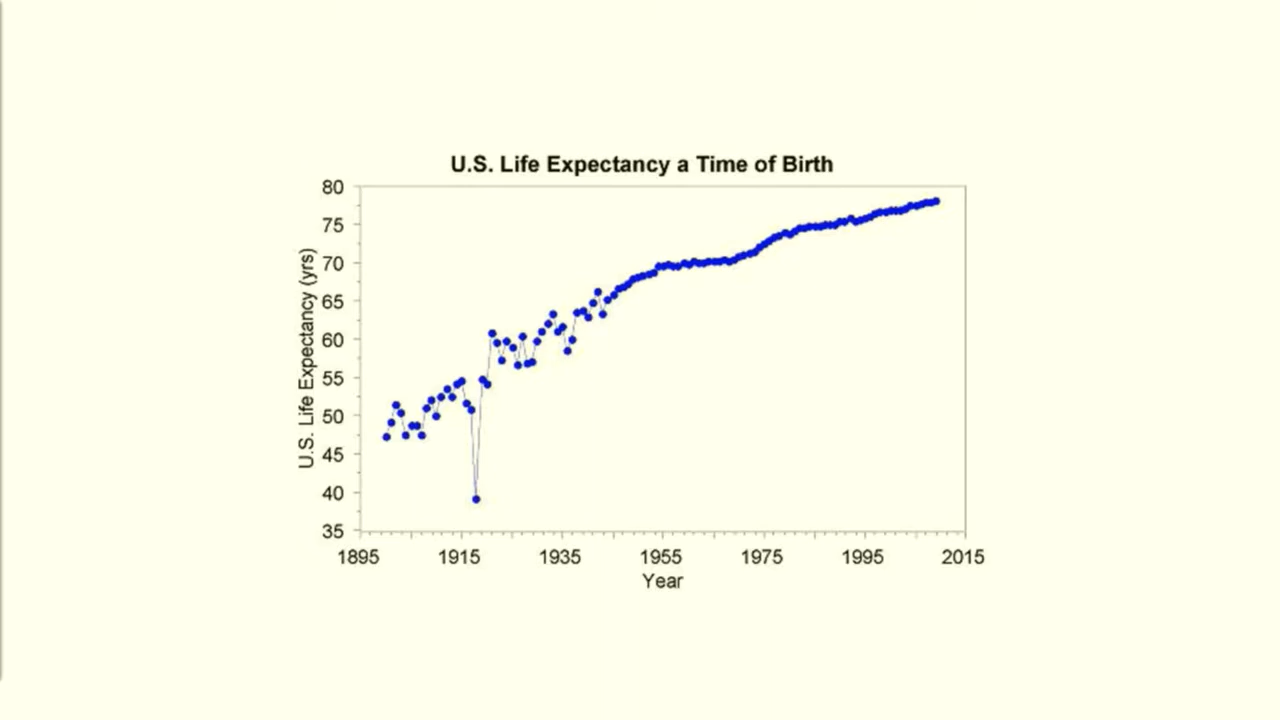 U.S. Life Expectancy a Time of Birth
80
75
70
65
60
55
50
45
40
35
U.S. Life Expectancy (yrs)
1895 1915 1935 1955 1975 1995 2015
Year